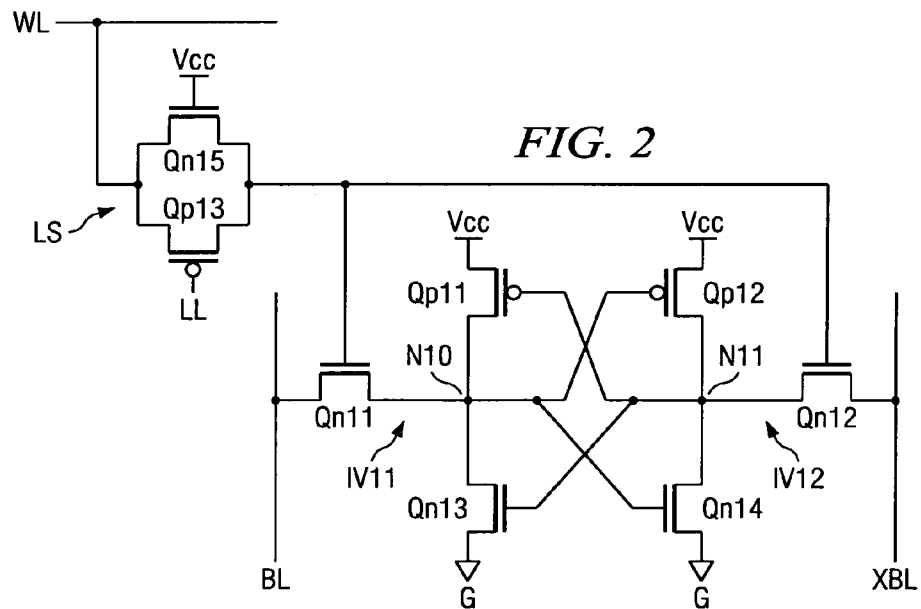 WL
Vcc
FIG. 2
Qn15
Qp13
LS
Vcc
Vcc
LL
Qp11
Qp12
N10
N11
Qn11
Qn12
IV11
IV12
Qn13
Qn14
BL
G
G
XBL